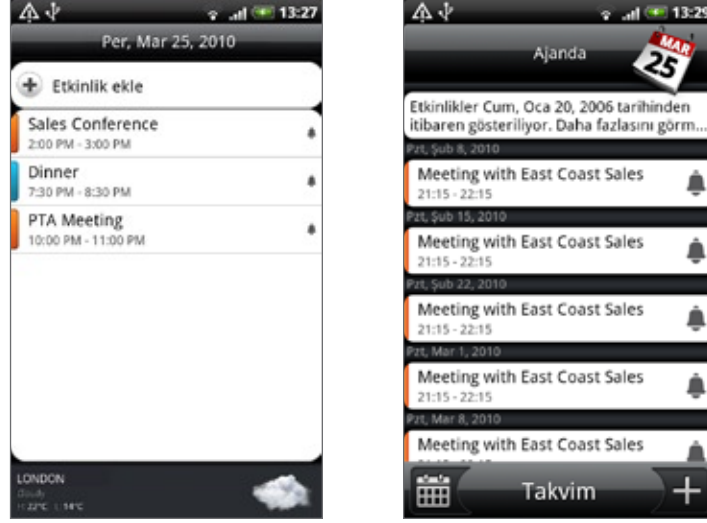 13:27
Per, Mar 25, 2010
Etkinlik ekle
Sales Conference
2:00 PM - 3:00 PM
Dinner
7:30 PM - 8:30 PM
PTA Meeting
10:00 PM - 11:00 PM
LONDON
Cloudy
H: 22°C L: 14°C
13:29
Ajanda
MAR
25
Etkinlikler Cum, Oca 20, 2006 tarihinden
itibaren gösteriliyor. Daha fazlasını görm...
Pzt, Şub 8, 2010
Meeting with East Coast Sales
21:15 - 22:15
Pzt, Şub 15, 2010
Meeting with East Coast Sales
21:15 - 22:15
Pzt, Şub 22, 2010
Meeting with East Coast Sales
21:15 - 22:15
Pzt, Mar 1, 2010
Meeting with East Coast Sales
21:15 - 22:15
Pzt, Mar 8, 2010
Meeting with East Coast Sales
Takvim